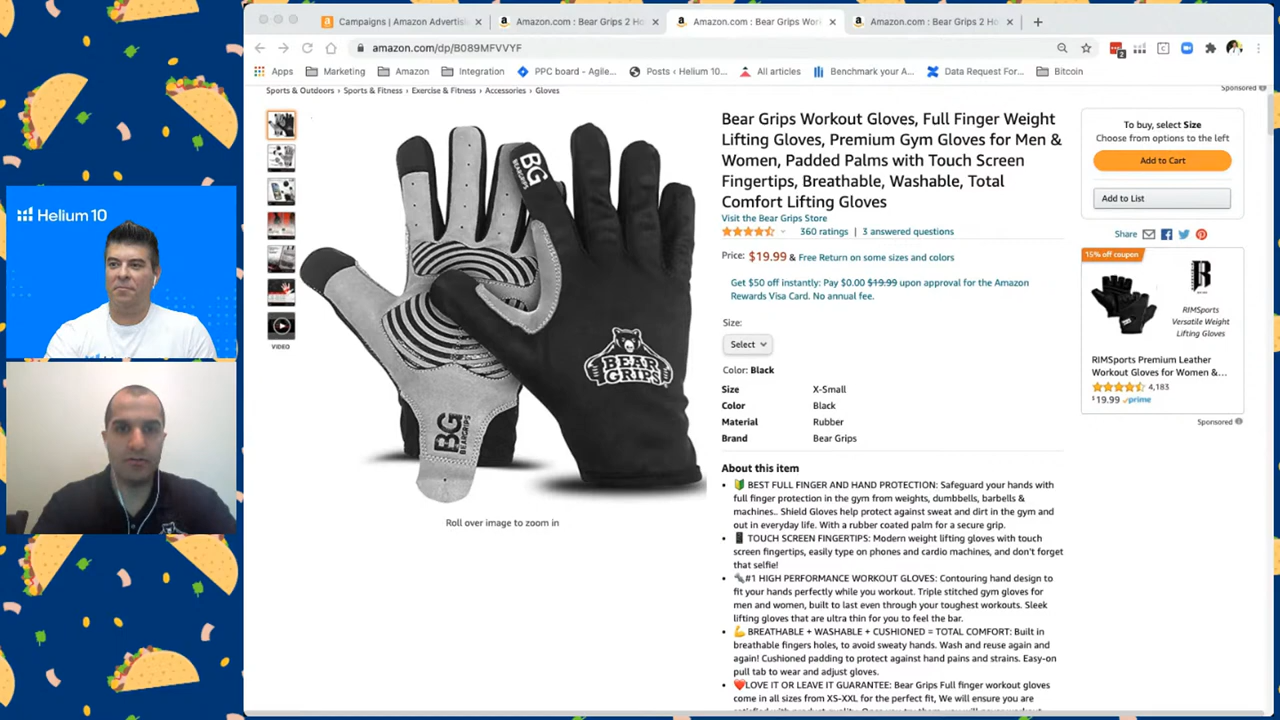 Campaigns | Amazon Advertisi
Amazon.com : Bear Grips 2 Ho
Amazon.com : Bear Grips Work
Amazon.com : Bear Grips 2 Ho
amazon.com/dp/B089MFVVYF
2
Apps
Marketing
Amazon
Integration
PPC board - Agile...
Posts ‹ Helium 10...
All articles
Benchmark your A...
Data Request For...
Bitcoin
Sports & Outdoors › Sports & Fitness › Exercise & Fitness › Accessories › Gloves
Sponsored
Helium 10
VIDEO
BG
BEAR
GRIPS
BG
BEARGRIPS
Roll over image to zoom in
Bear Grips Workout Gloves, Full Finger Weight
Lifting Gloves, Premium Gym Gloves for Men &
Women, Padded Palms with Touch Screen
Fingertips, Breathable, Washable, Total
Comfort Lifting Gloves
Visit the Bear Grips Store
360 ratings | 3 answered questions
Price: $19.99 & Free Return on some sizes and colors
Get $50 off instantly: Pay $0.00 $19.99 upon approval for the Amazon
Rewards Visa Card. No annual fee.
Size:
Select
Color: Black
Size X-Small
Color Black
Material Rubber
Brand Bear Grips
About this item
BEST FULL FINGER AND HAND PROTECTION: Safeguard your hands with
full finger protection in the gym from weights, dumbbells, barbells &
machines.. Shield Gloves help protect against sweat and dirt in the gym and
out in everyday life. With a rubber coated palm for a secure grip.
TOUCH SCREEN FINGERTIPS: Modern weight lifting gloves with touch
screen fingertips, easily type on phones and cardio machines, and don't forget
that selfie!
#1 HIGH PERFORMANCE WORKOUT GLOVES: Contouring hand design to
fit your hands perfectly while you workout. Triple stitched gym gloves for
men and women, built to last even through your toughest workouts. Sleek
lifting gloves that are ultra thin for you to feel the bar.
BREATHABLE + WASHABLE + CUSHIONED = TOTAL COMFORT: Built in
breathable fingers holes, to avoid sweaty hands. Wash and reuse again and
again! Cushioned padding to protect against hand pains and strains. Easy-on
pull tab to wear and adjust gloves.
LOVE IT OR LEAVE IT GUARANTEE: Bear Grips Full finger workout gloves
come in all sizes from XS-XXL for the perfect fit, We will ensure you are
To buy, select Size
Choose from options to the left
Add to Cart
Add to List
Share
15% off coupon
RIMSports
Versatile Weight
Lifting Gloves
RIMSports Premium Leather
Workout Gloves for Women &...
4,183
$19.99 prime
Sponsored